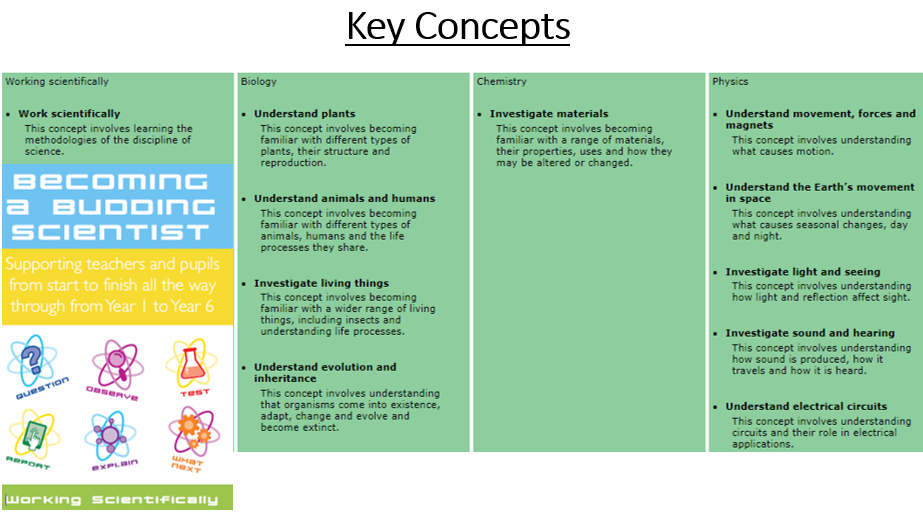 Key Concepts
Working scientifically
• Work scientifically
This concept involves learning the
methodologies of the discipline of
science.
BECOMING
A BUDDING
SCIENTIST
Supporting teachers and pupils
from start to finish all the way
through from Year 1 to Year 6
QUESTION
OBSERVE
TEST
REPORT
EXPLAIN
WHAT
NEXT
Working Scientifically
Biology
• Understand plants
This concept involves becoming
familiar with different types of
plants, their structure and
reproduction.
• Understand animals and humans
This concept involves becoming
familiar with different types of
animals, humans and the life
processes they share.
• Investigate living things
This concept involves becoming
familiar with a wider range of living
things, including insects and
understanding life processes.
• Understand evolution and
inheritance
This concept involves understanding
that organisms come into existence,
adapt, change and evolve and
become extinct.
Chemistry
• Investigate materials
This concept involves becoming
familiar with a range of materials,
their properties, uses and how they
may be altered or changed.
Physics
• Understand movement, forces and
magnets
This concept involves understanding
what causes motion.
• Understand the Earth's movement
in space
This concept involves understanding
what causes seasonal changes, day
and night.
• Investigate light and seeing
This concept involves understanding
how light and reflection affect sight.
• Investigate sound and hearing
This concept involves understanding
how sound is produced, how it
travels and how it is heard.
• Understand electrical circuits
This concept involves understanding
circuits and their role in electrical
applications.